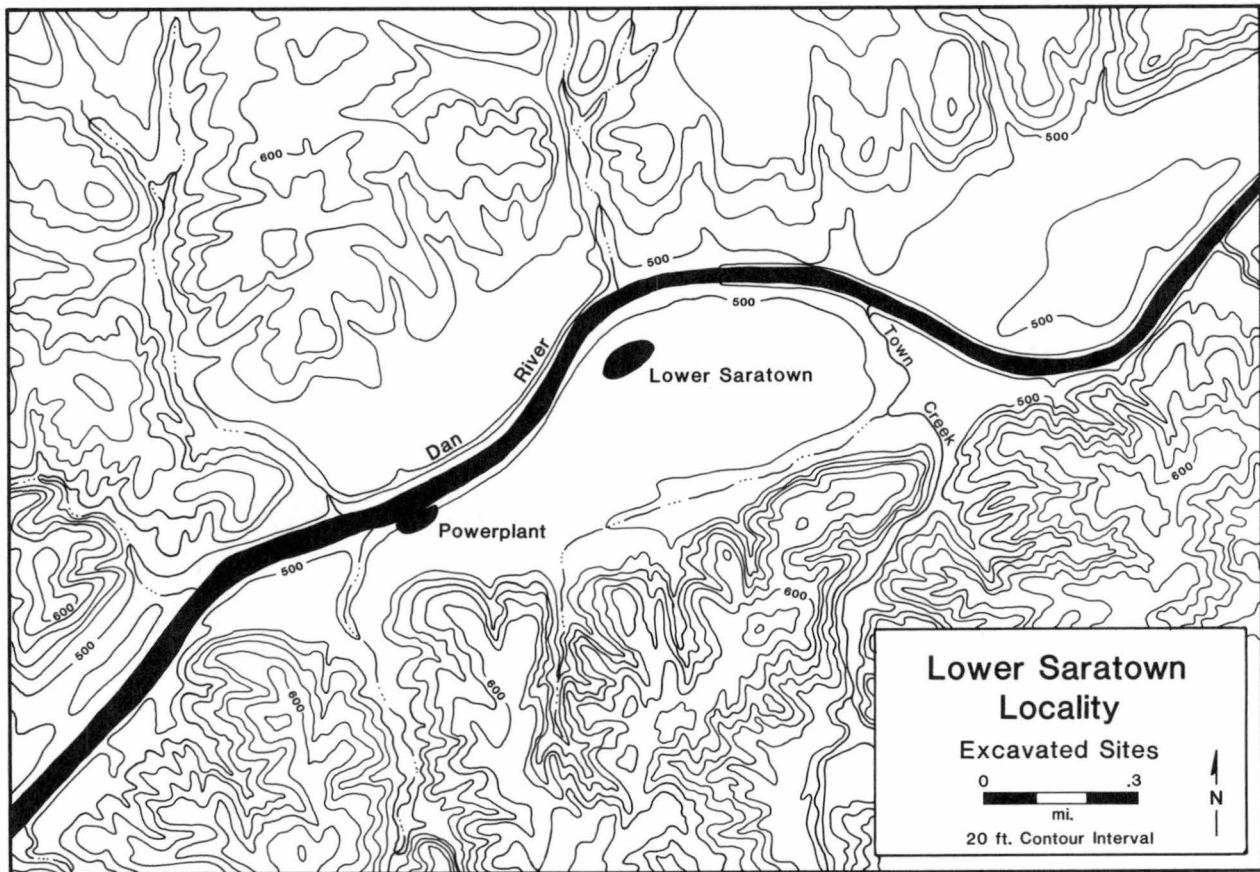 600
500
500
500
River
Town
Lower Saratown
Creek
500
Dan
600
Powerplant
500
600
600
500
600
Lower Saratown
Locality
Excavated Sites
0 .3
mi.
N
20 ft. Contour Interval